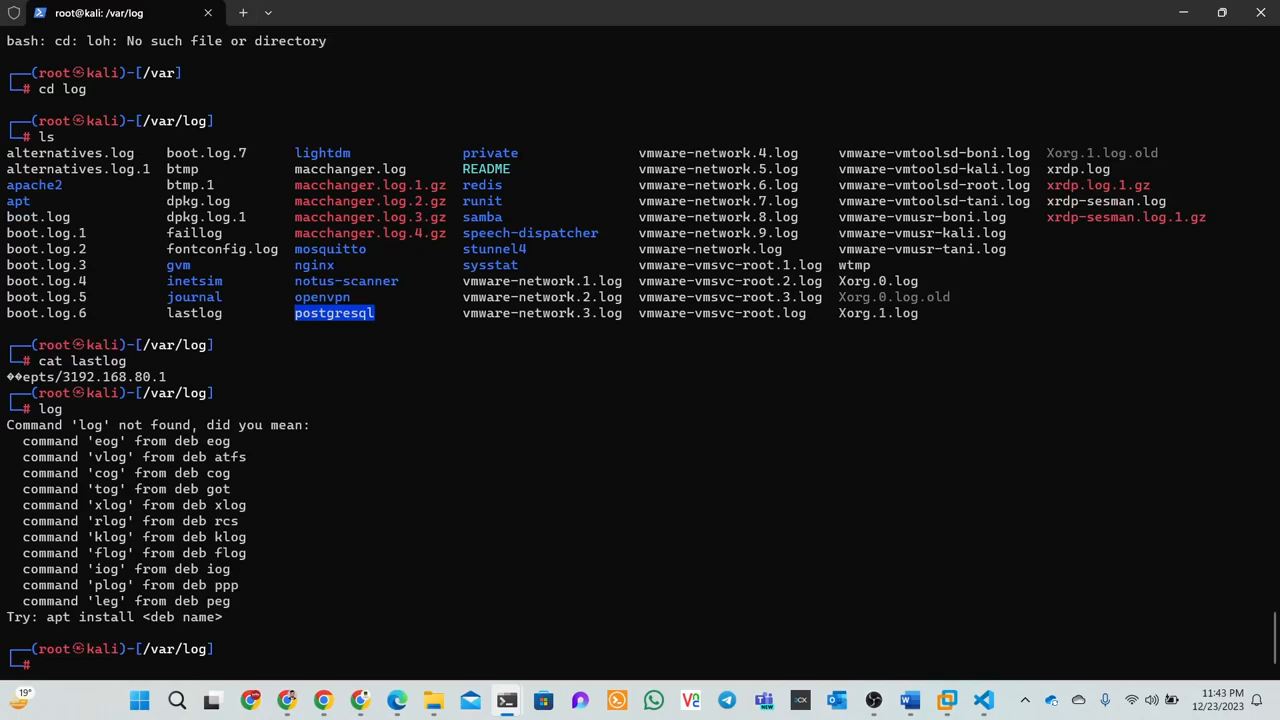 root@kali: /var/log
bash: cd: loh: No such file or directory
┌──(root㉿kali)-[/var]
└─# cd log
┌──(root㉿kali)-[/var/log]
└─# ls
alternatives.log boot.log.7 lightdm private vmware-network.4.log vmware-vmtoolsd-boni.log Xorg.1.log.old
alternatives.log.1 btmp macchanger.log README vmware-network.5.log vmware-vmtoolsd-kali.log xrdp.log
apache2 btmp.1 macchanger.log.1.gz redis vmware-network.6.log vmware-vmtoolsd-root.log xrdp.log.1.gz
apt dpkg.log macchanger.log.2.gz runit vmware-network.7.log vmware-vmtoolsd-tani.log xrdp-sesman.log
boot.log dpkg.log.1 macchanger.log.3.gz samba vmware-network.8.log vmware-vmusr-boni.log xrdp-sesman.log.1.gz
boot.log.1 faillog macchanger.log.4.gz speech-dispatcher vmware-network.9.log vmware-vmusr-kali.log
boot.log.2 fontconfig.log mosquitto stunnel4 vmware-network.log vmware-vmusr-tani.log
boot.log.3 gvm nginx sysstat vmware-vmsvc-root.1.log wtmp
boot.log.4 inetsim notus-scanner vmware-network.1.log vmware-vmsvc-root.2.log Xorg.0.log
boot.log.5 journal openvpn vmware-network.2.log vmware-vmsvc-root.3.log Xorg.0.log.old
boot.log.6 lastlog postgresql vmware-network.3.log vmware-vmsvc-root.log Xorg.1.log
┌──(root㉿kali)-[/var/log]
└─# cat lastlog
��epts/3192.168.80.1
┌──(root㉿kali)-[/var/log]
└─# log
Command 'log' not found, did you mean:
command 'eog' from deb eog
command 'vlog' from deb atfs
command 'cog' from deb cog
command 'tog' from deb got
command 'xlog' from deb xlog
command 'rlog' from deb rcs
command 'klog' from deb klog
command 'flog' from deb flog
command 'iog' from deb iog
command 'plog' from deb ppp
command 'leg' from deb peg
Try: apt install <deb name>
┌──(root㉿kali)-[/var/log]
└─#
19°
11:43 PM
12/23/2023